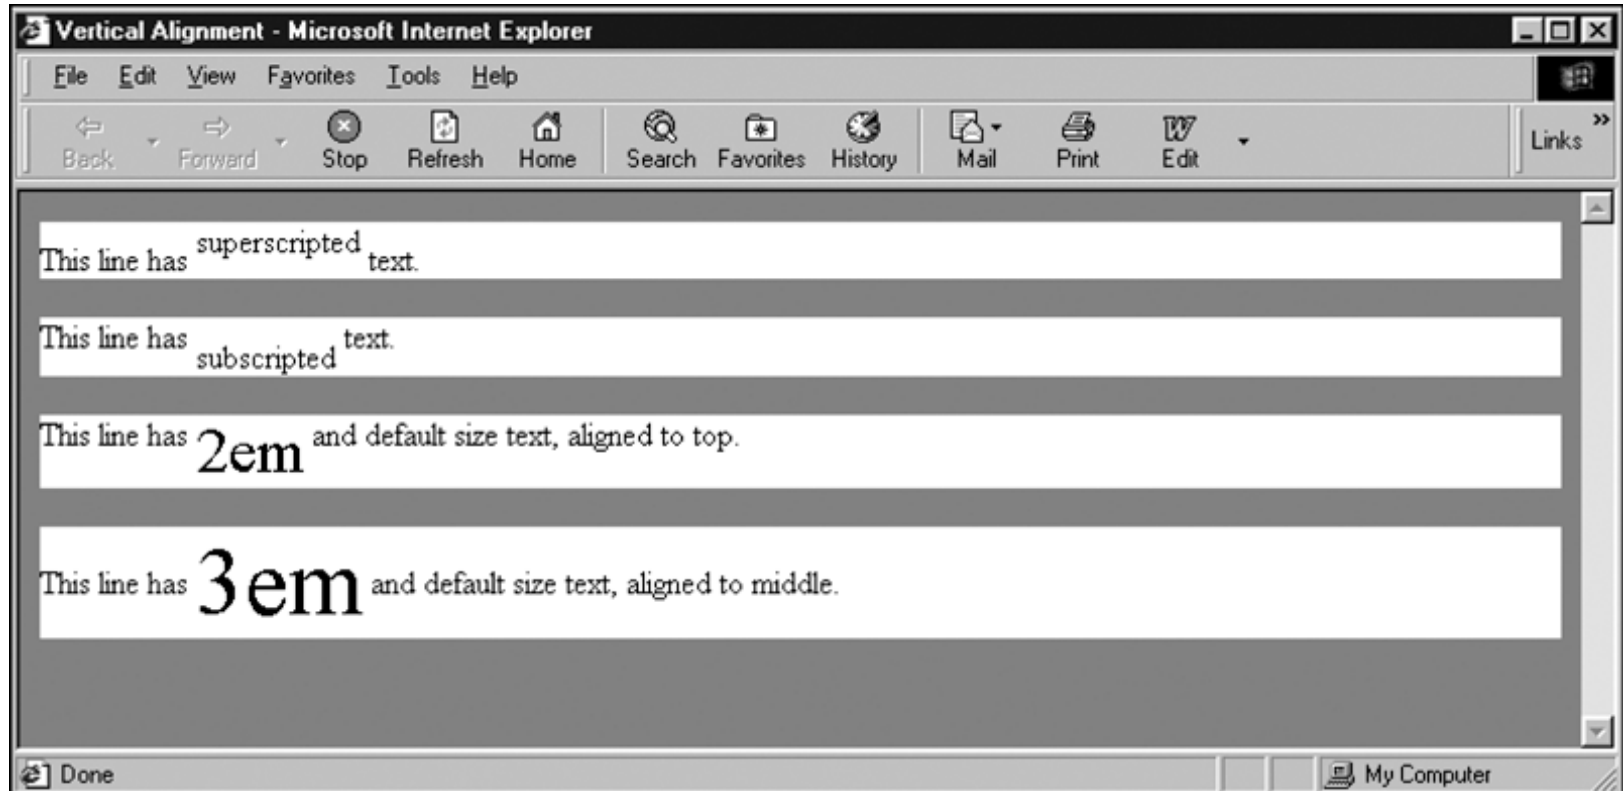 Vertical Alignment - Microsoft Internet Explorer
File Edit View Favorites Tools Help
Back Forward Stop Refresh Home Search Favorites History Mail Print Edit Links »
This line has superscripted text.
This line has subscripted text.
This line has 2em and default size text, aligned to top.
This line has 3em and default size text, aligned to middle.
Done My Computer